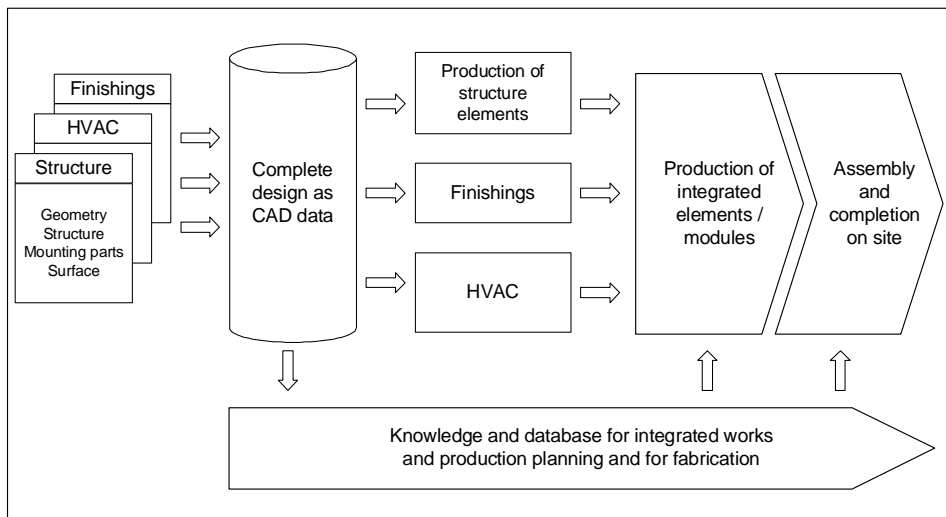 Finishings
HVAC
Structure
Geometry
Structure
Mounting parts
Surface
Complete
design as
CAD data
Production of
structure
elements
Finishings
HVAC
Production of
integrated
elements /
modules
Assembly
and
completion
on site
Knowledge and database for integrated works
and production planning and for fabrication